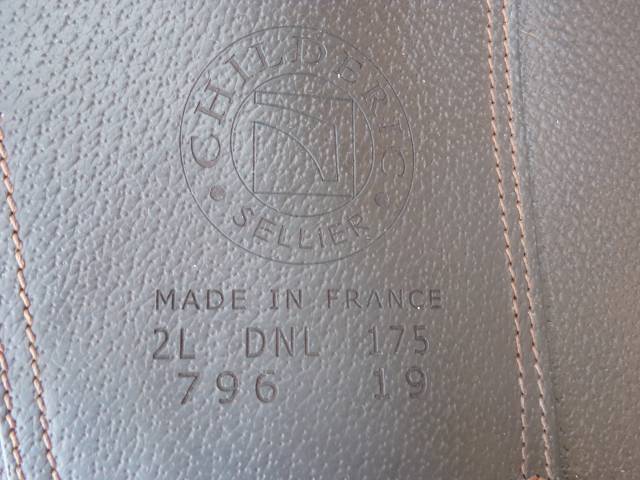 CHILDERIC
SELLIER
MADE IN FRANCE
2L DNL 175
796 19